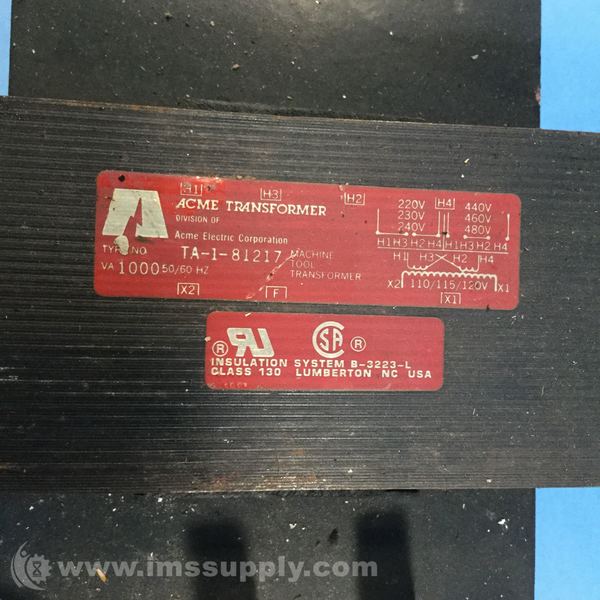 H1 H3 H2 H4
ACME TRANSFORMER
DIVISION OF
Acme Electric Corporation
TYPE NO. TA-1-81217 MACHINE
TOOL
TRANSFORMER
VA 1000 50/60 HZ
X2 F X1
220V 440V
230V 460V
240V 480V
H1 H3 H2 H4 H1 H3 H2 H4
H1 H3 H2 H4
X2 110/115/120V X1
® RU SA ®
INSULATION SYSTEM B-3223-L
CLASS 130 LUMBERTON NC USA
www.imssupply.com